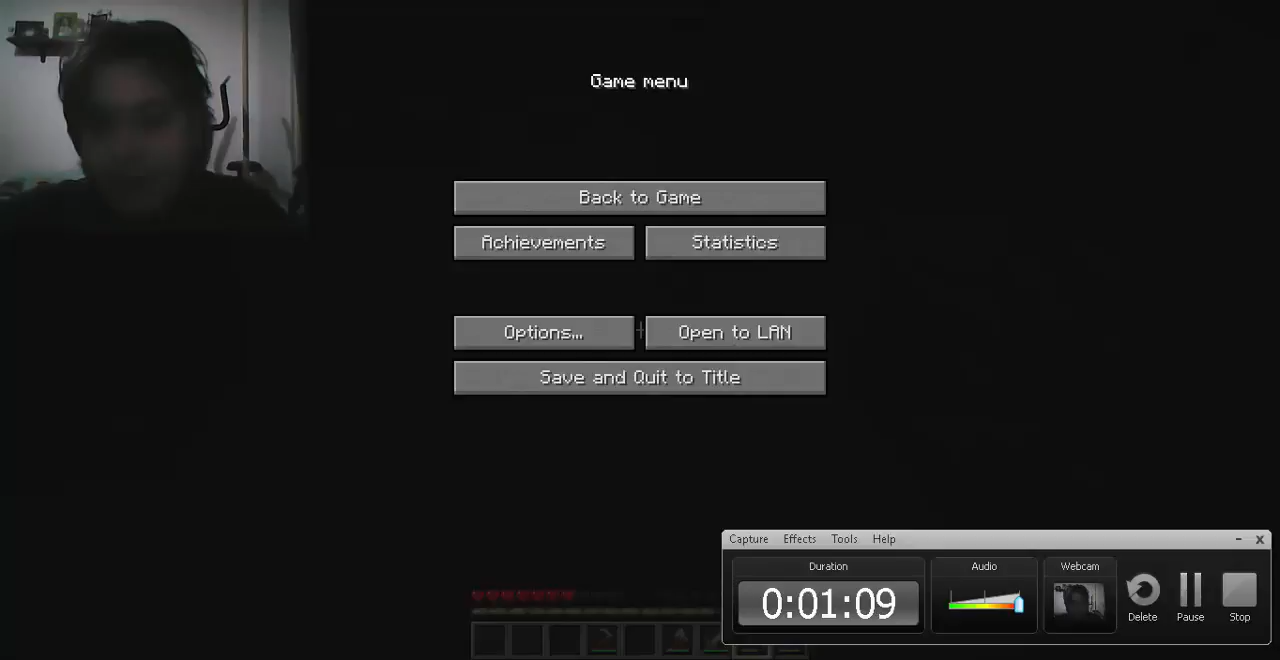 Game menu
Back to Game
Achievements
Statistics
Options...
Open to LAN
Save and Quit to Title
Capture Effects Tools Help
Duration
Audio
Webcam
0:01:09
Delete
Pause
Stop